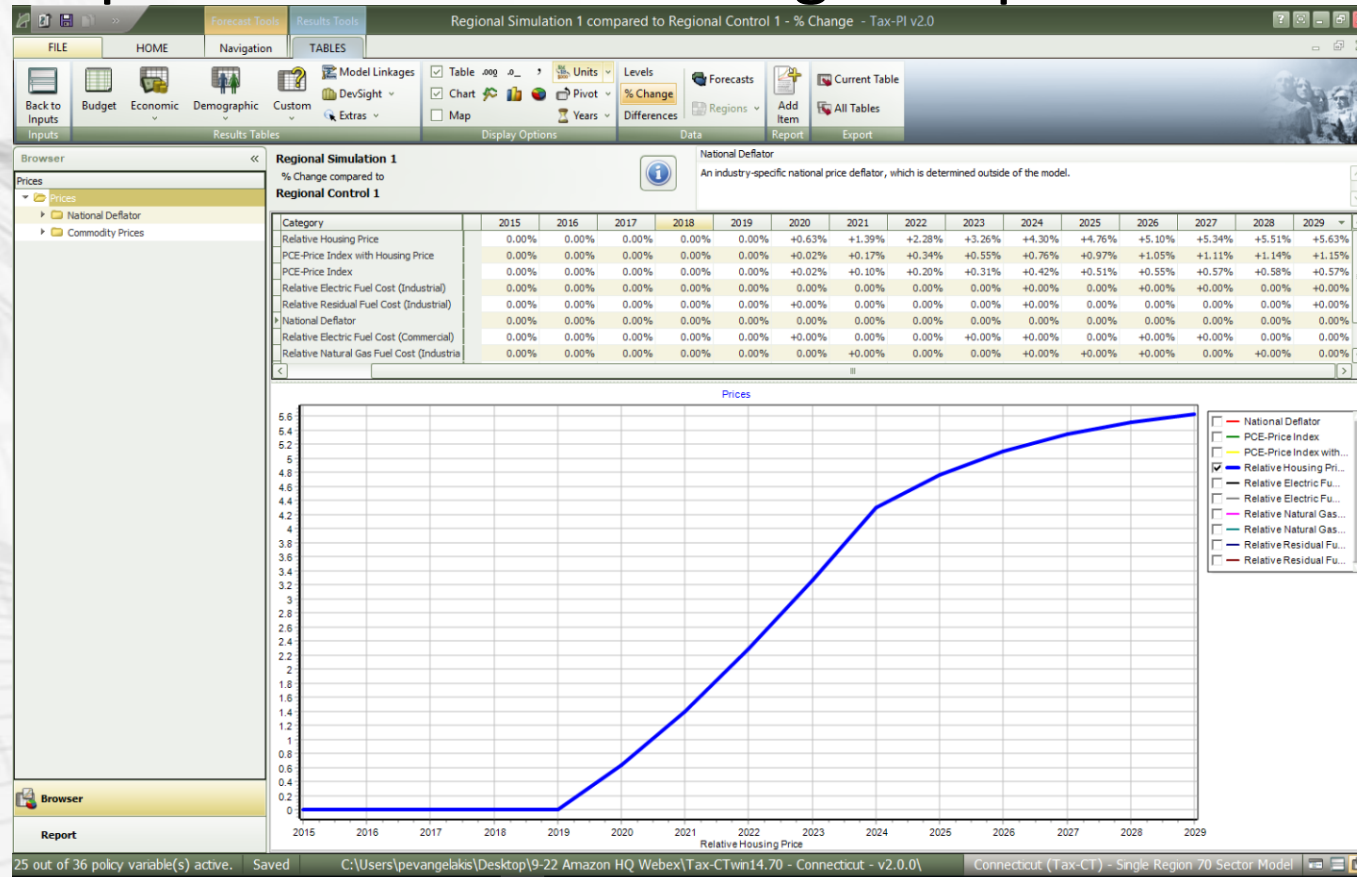 Forecast Tools Results Tools Regional Simulation 1 compared to Regional Control 1 - % Change - Tax-PI v2.0
FILE HOME Navigation TABLES
Back to Inputs
Budget
Economic
Demographic
Custom
Model Linkages
DevSight
Extras
Table .000 .0_ , Units
Chart Pivot
Map Years
Levels
% Change
Differences
Forecasts
Regions
Add Item
Current Table
All Tables
Inputs Results Tables Display Options Data Report Export
Browser «
Prices
Prices
National Deflator
Commodity Prices
Regional Simulation 1
% Change compared to
Regional Control 1
National Deflator
An industry-specific national price deflator, which is determined outside of the model.
Category 2015 2016 2017 2018 2019 2020 2021 2022 2023 2024 2025 2026 2027 2028 2029
Relative Housing Price 0.00% 0.00% 0.00% 0.00% 0.00% +0.63% +1.39% +2.28% +3.26% +4.30% +4.76% +5.10% +5.34% +5.51% +5.63%
PCE-Price Index with Housing Price 0.00% 0.00% 0.00% 0.00% 0.00% +0.02% +0.17% +0.34% +0.55% +0.76% +0.97% +1.05% +1.11% +1.14% +1.15%
PCE-Price Index 0.00% 0.00% 0.00% 0.00% 0.00% +0.02% +0.10% +0.20% +0.31% +0.42% +0.51% +0.55% +0.57% +0.58% +0.57%
Relative Electric Fuel Cost (Industrial) 0.00% 0.00% 0.00% 0.00% 0.00% 0.00% 0.00% 0.00% 0.00% +0.00% 0.00% +0.00% +0.00% 0.00% +0.00%
Relative Residual Fuel Cost (Industrial) 0.00% 0.00% 0.00% 0.00% 0.00% +0.00% 0.00% 0.00% 0.00% +0.00% 0.00% 0.00% 0.00% 0.00% +0.00%
National Deflator 0.00% 0.00% 0.00% 0.00% 0.00% 0.00% 0.00% 0.00% 0.00% 0.00% 0.00% 0.00% 0.00% 0.00% 0.00%
Relative Electric Fuel Cost (Commercial) 0.00% 0.00% 0.00% 0.00% 0.00% +0.00% 0.00% 0.00% +0.00% +0.00% 0.00% +0.00% +0.00% 0.00% 0.00%
Relative Natural Gas Fuel Cost (Industria 0.00% 0.00% 0.00% 0.00% 0.00% 0.00% +0.00% 0.00% 0.00% +0.00% +0.00% +0.00% 0.00% +0.00% 0.00%
Prices
5.6
5.4
5.2
5
4.8
4.6
4.4
4.2
4
3.8
3.6
3.4
3.2
3
2.8
2.6
2.4
2.2
2
1.8
1.6
1.4
1.2
1
0.8
0.6
0.4
0.2
0
2015 2016 2017 2018 2019 2020 2021 2022 2023 2024 2025 2026 2027 2028 2029
Relative Housing Price
National Deflator
PCE-Price Index
PCE-Price Index with...
Relative Housing Pri...
Relative Electric Fu...
Relative Electric Fu...
Relative Natural Gas...
Relative Natural Gas...
Relative Residual Fu...
Relative Residual Fu...
Browser
Report
25 out of 36 policy variable(s) active. Saved C:\Users\pevangelakis\Desktop\9-22 Amazon HQ Webex\Tax-CTwin14.70 - Connecticut - v2.0.0\ Connecticut (Tax-CT) - Single Region 70 Sector Model